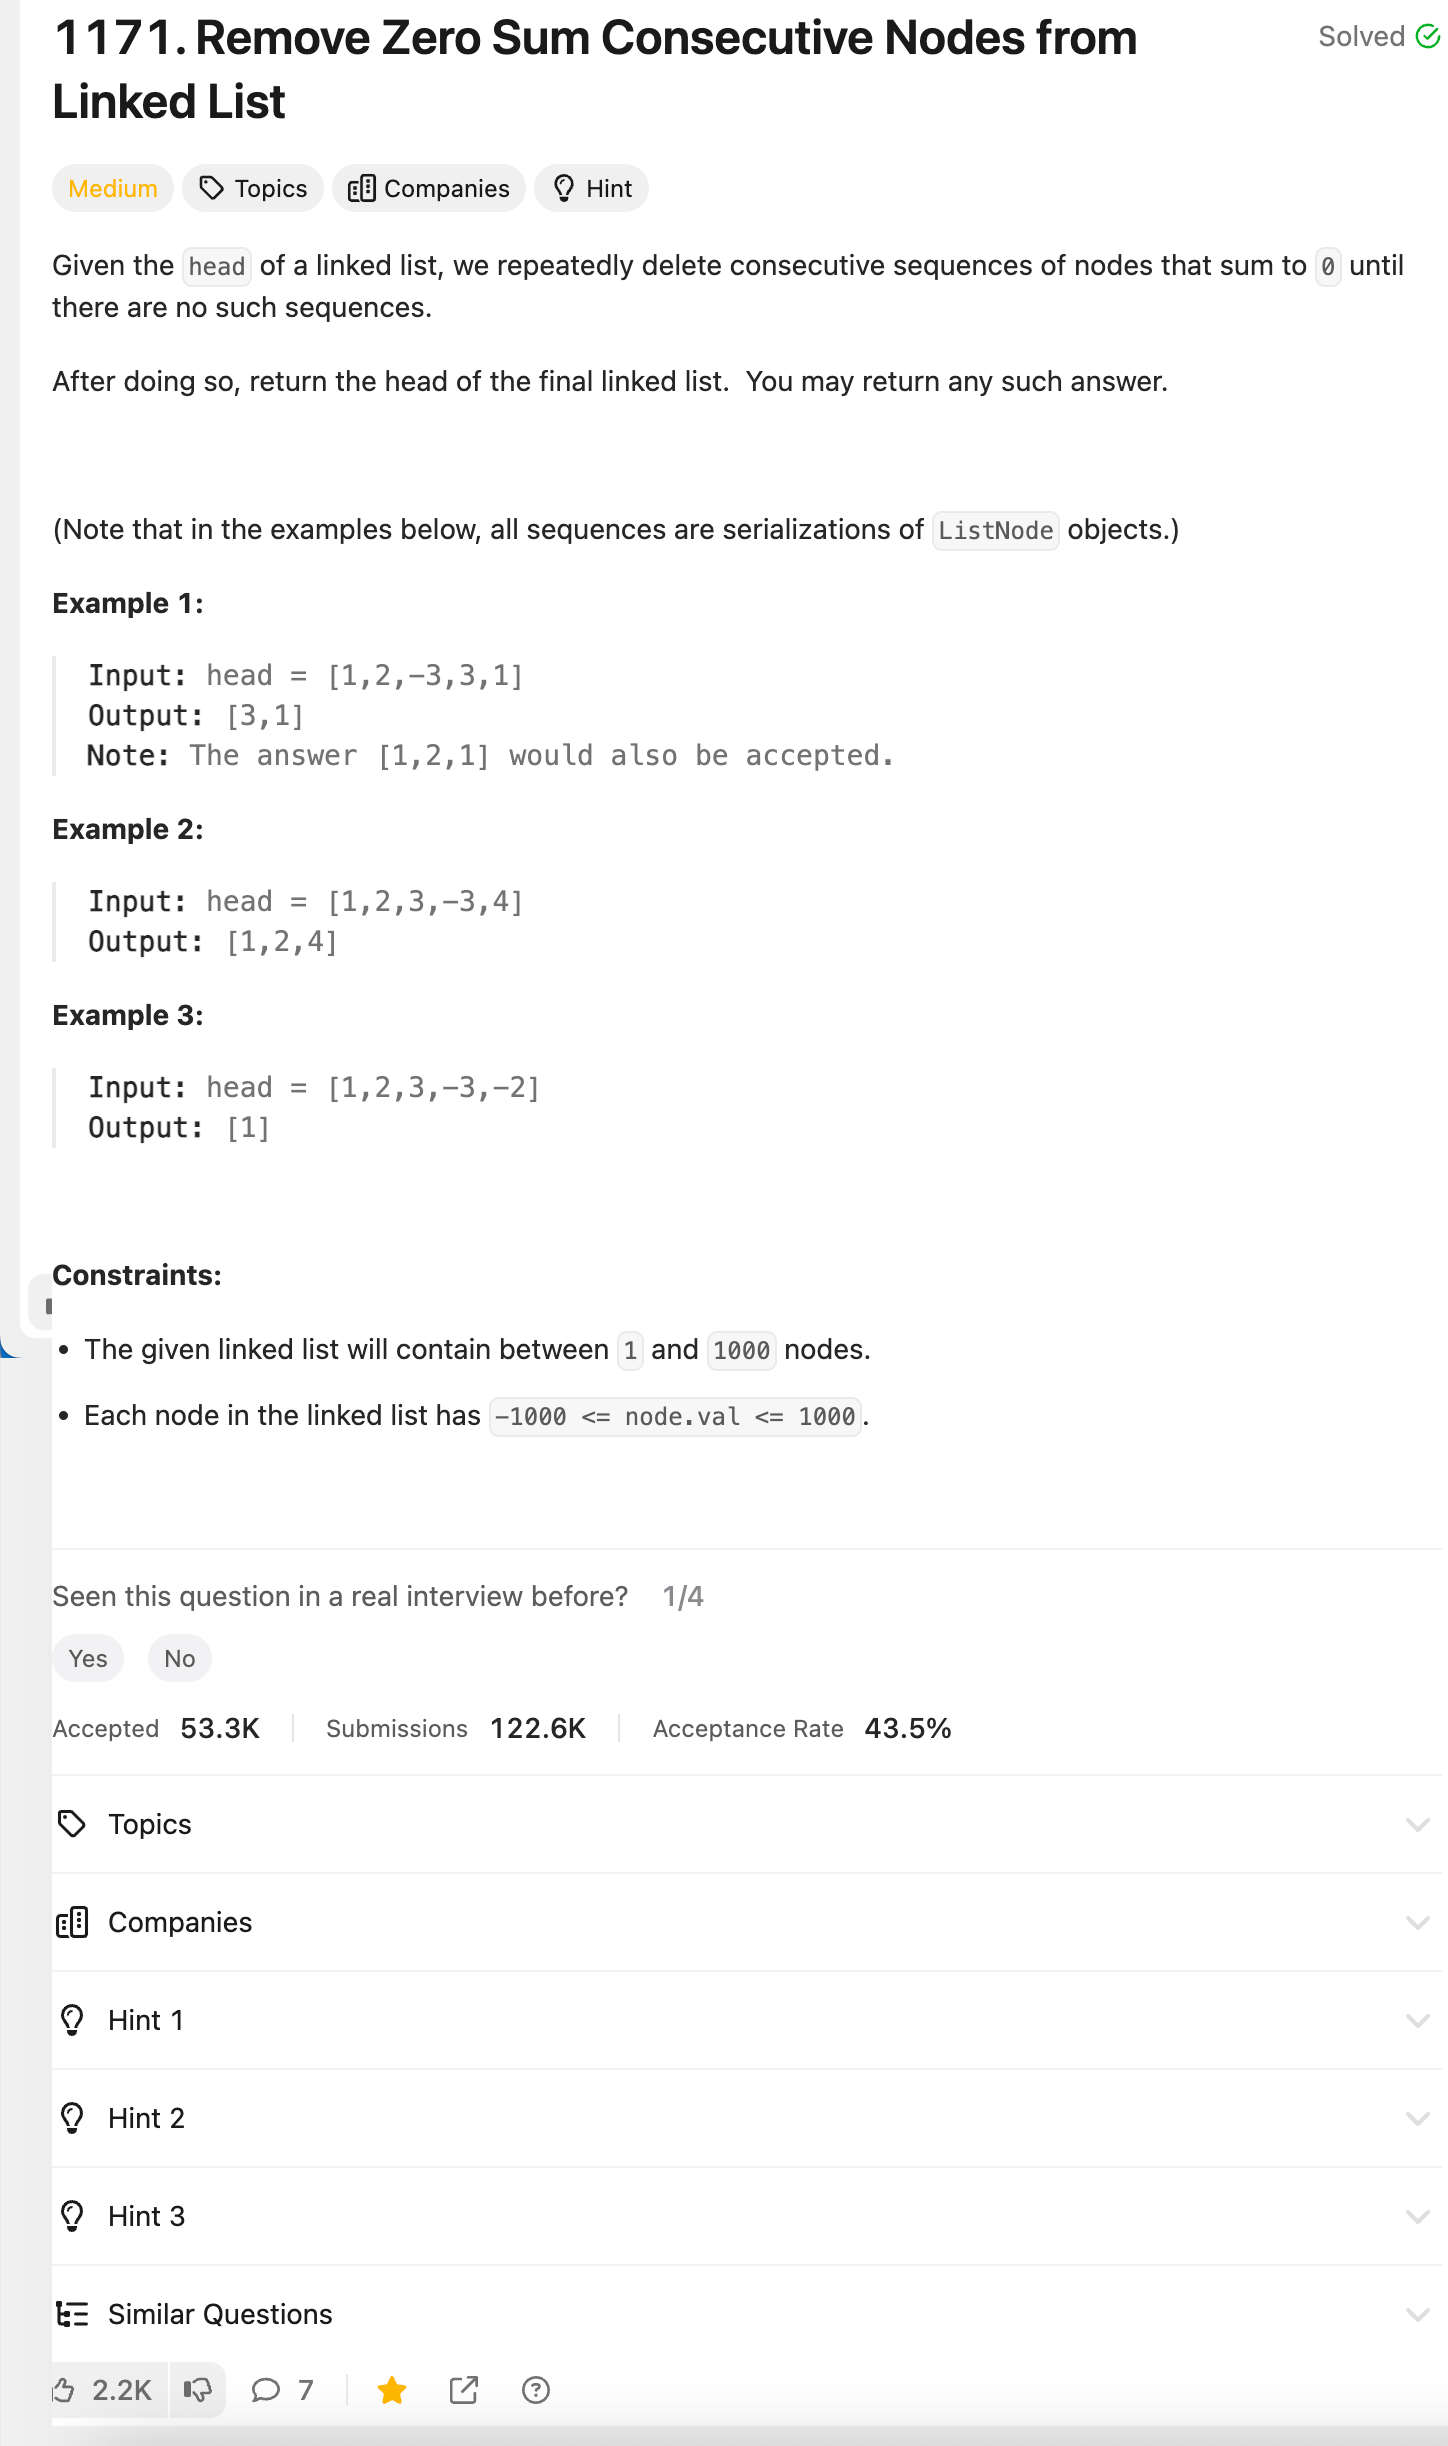 1171. Remove Zero Sum Consecutive Nodes from
Linked List
Solved
Medium
Topics
Companies
Hint
Given the head of a linked list, we repeatedly delete consecutive sequences of nodes that sum to 0 until
there are no such sequences.
After doing so, return the head of the final linked list.  You may return any such answer.
(Note that in the examples below, all sequences are serializations of ListNode objects.)
Example 1:
Input: head = [1,2,-3,3,1]
Output: [3,1]
Note: The answer [1,2,1] would also be accepted.
Example 2:
Input: head = [1,2,3,-3,4]
Output: [1,2,4]
Example 3:
Input: head = [1,2,3,-3,-2]
Output: [1]
Constraints:
• The given linked list will contain between 1 and 1000 nodes.
• Each node in the linked list has -1000 <= node.val <= 1000.
Seen this question in a real interview before? 1/4
Yes No
Accepted 53.3K Submissions 122.6K Acceptance Rate 43.5%
Topics
Companies
Hint 1
Hint 2
Hint 3
Similar Questions
2.2K 7